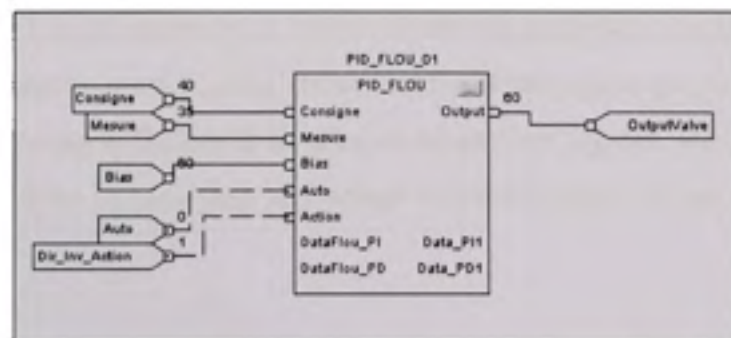 PID_FLOU_01
PID_FLOU
40
Consigne
35
Mesure
60
Bias
0
Auto
1
Dir_Inv_Action
Consigne
Mesure
Bias
Auto
Action
DataFlou_PI
DataFlou_PD
Output
Data_PI1
Data_PD1
60
OutputValve